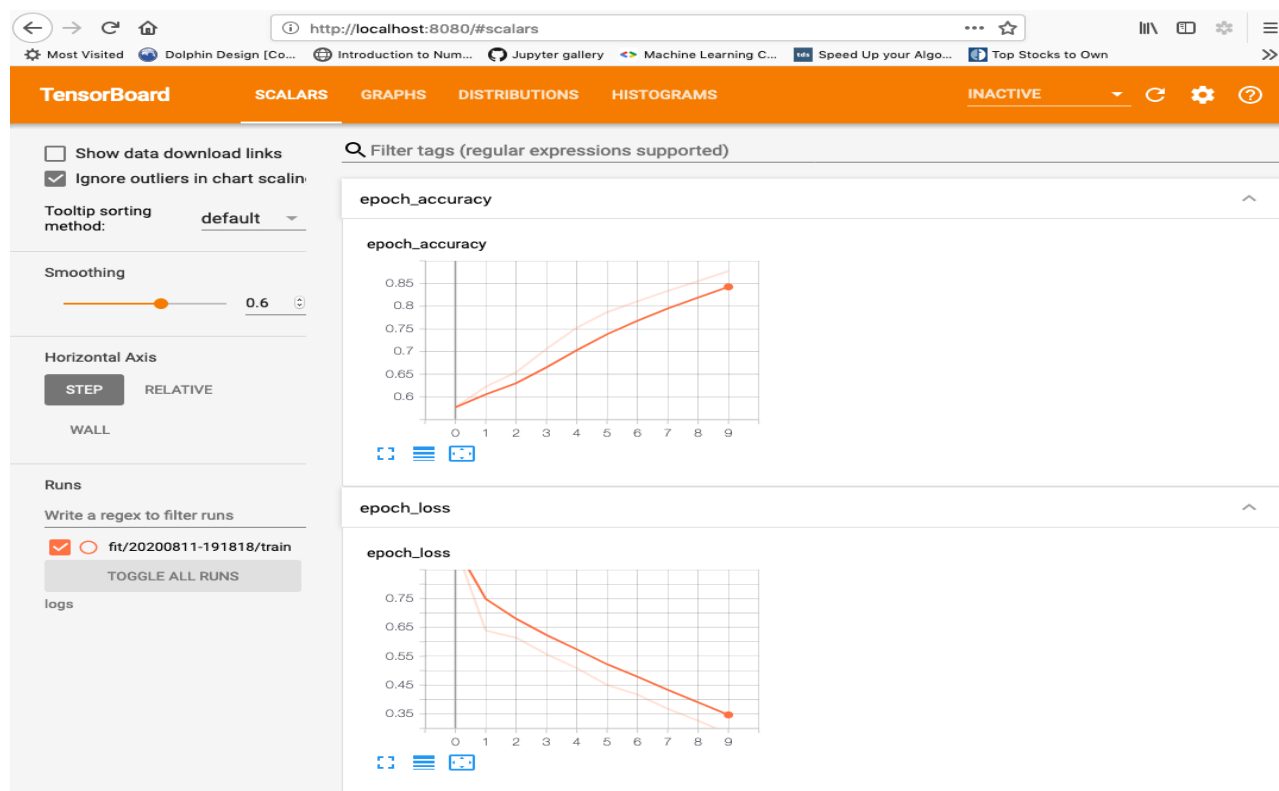 http://localhost:8080/#scalars
Most Visited Dolphin Design [Co... Introduction to Num... Jupyter gallery Machine Learning C... tds Speed Up your Algo... Top Stocks to Own
TensorBoard SCALARS GRAPHS DISTRIBUTIONS HISTOGRAMS INACTIVE
Show data download links
Ignore outliers in chart scalin
Tooltip sorting
method:
default
Smoothing
0.6
Horizontal Axis
STEP RELATIVE
WALL
Runs
Write a regex to filter runs
fit/20200811-191818/train
TOGGLE ALL RUNS
logs
Filter tags (regular expressions supported)
epoch_accuracy
epoch_accuracy
0.85
0.8
0.75
0.7
0.65
0.6
0 1 2 3 4 5 6 7 8 9
epoch_loss
epoch_loss
0.75
0.65
0.55
0.45
0.35
0 1 2 3 4 5 6 7 8 9